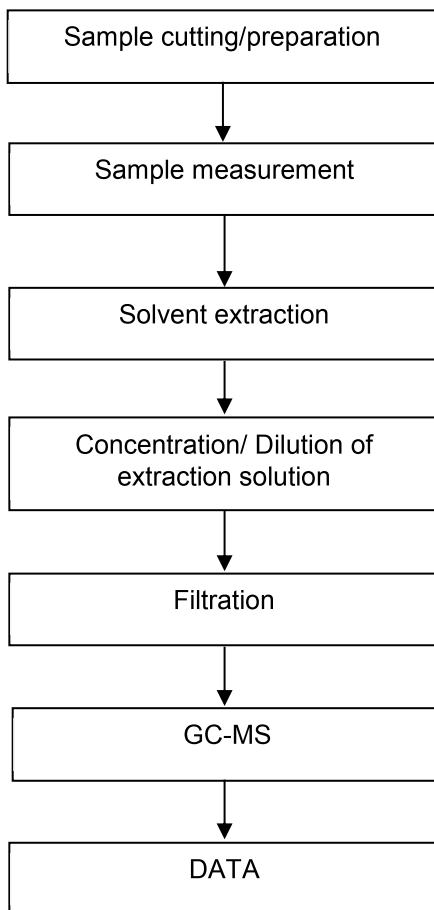 Sample cutting/preparation
Sample measurement
Solvent extraction
Concentration/ Dilution of
extraction solution
Filtration
GC-MS
DATA